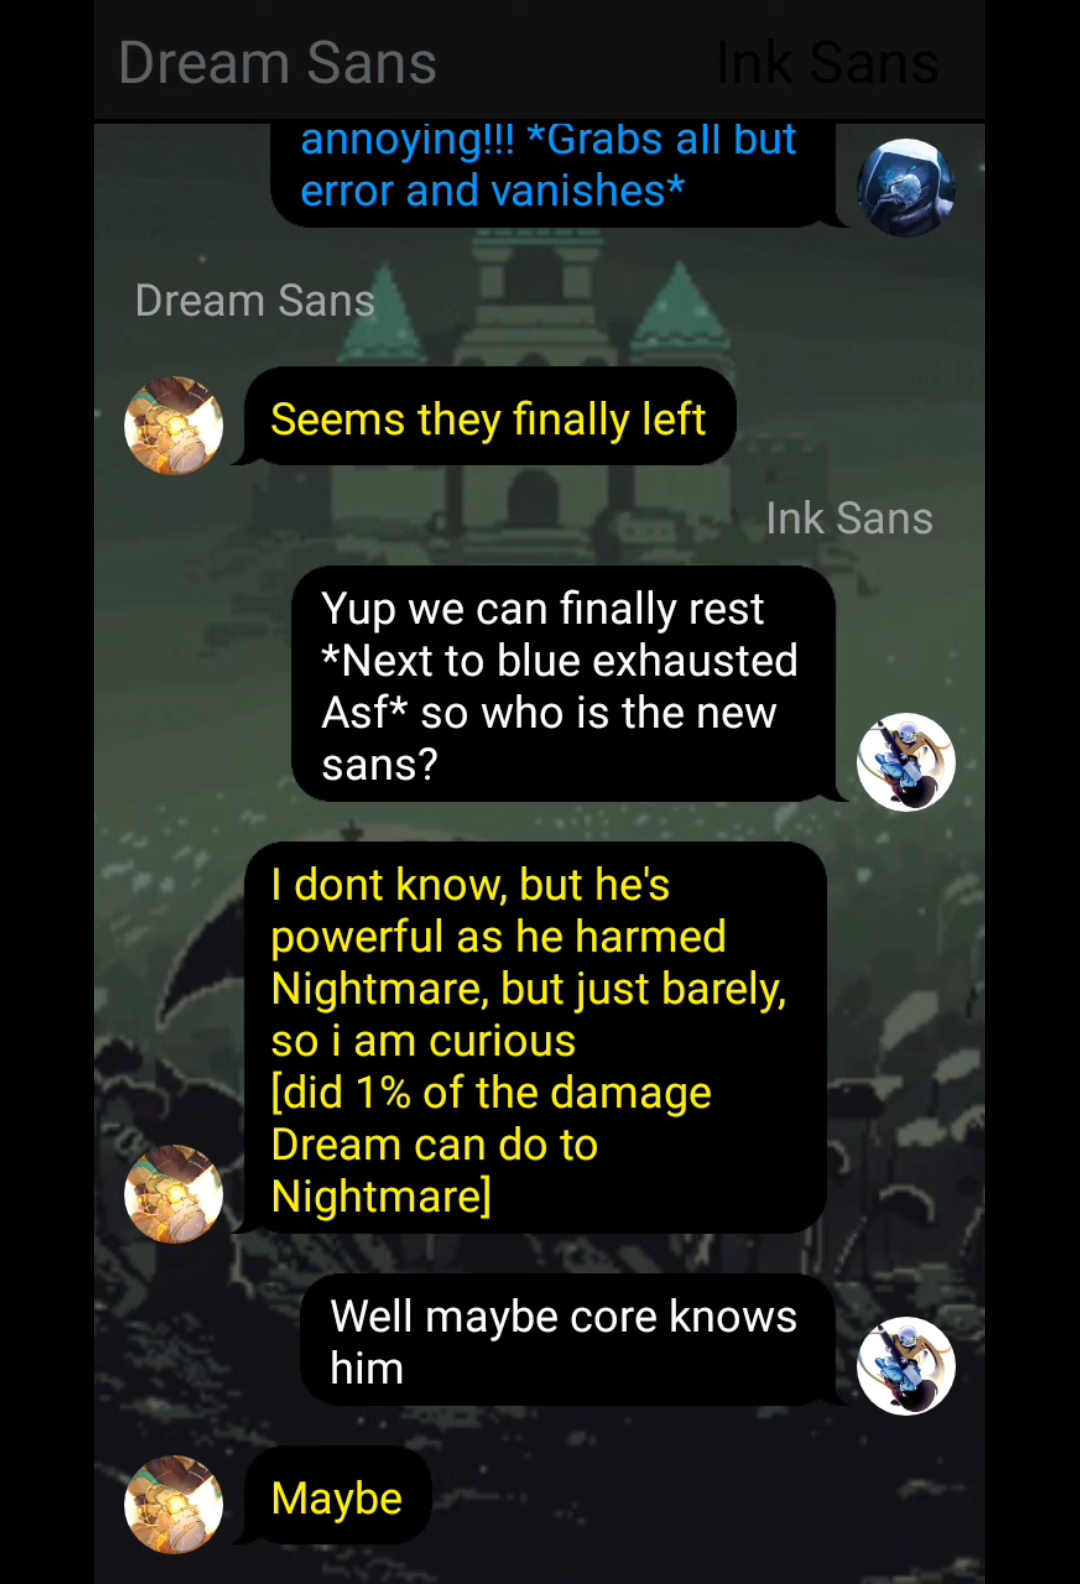 Dream Sans
Ink Sans
annoying!!! *Grabs all but
error and vanishes*
Dream Sans
Seems they finally left
Ink Sans
Yup we can finally rest
*Next to blue exhausted
Asf* so who is the new
sans?
I dont know, but he's
powerful as he harmed
Nightmare, but just barely,
so i am curious
[did 1% of the damage
Dream can do to
Nightmare]
Well maybe core knows
him
Maybe